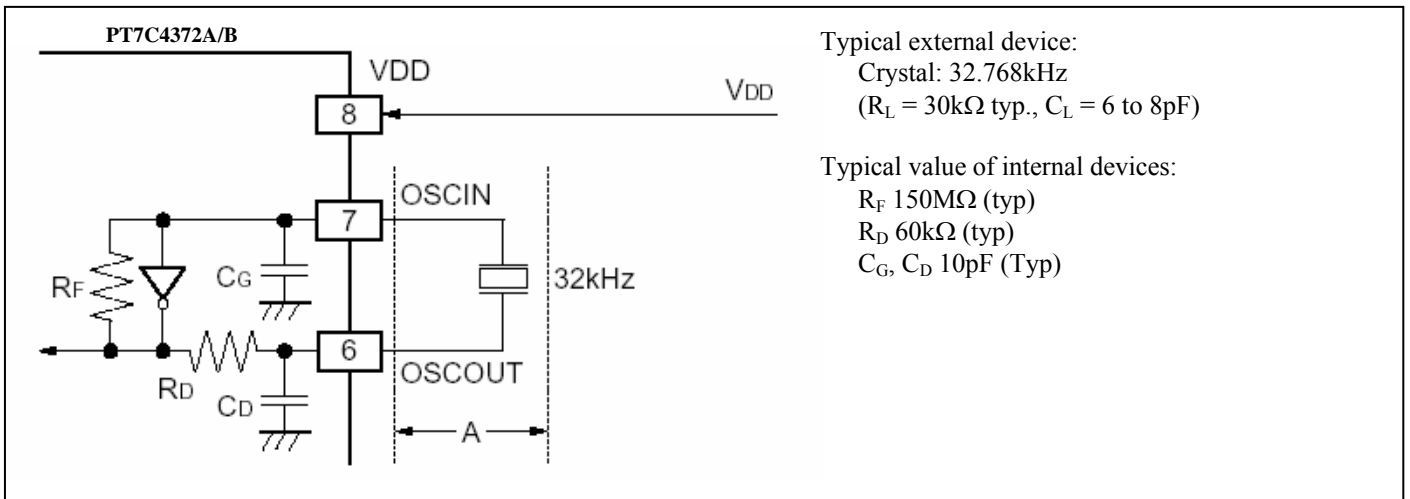 PT7C4372A/B
VDD
8
VDD
OSCIN
7
RF
CG
32kHz
6
OSCOUT
RD
CD
A
Typical external device:
Crystal: 32.768kHz
(RL = 30kΩ typ., CL = 6 to 8pF)
Typical value of internal devices:
RF 150MΩ (typ)
RD 60kΩ (typ)
CG, CD 10pF (Typ)